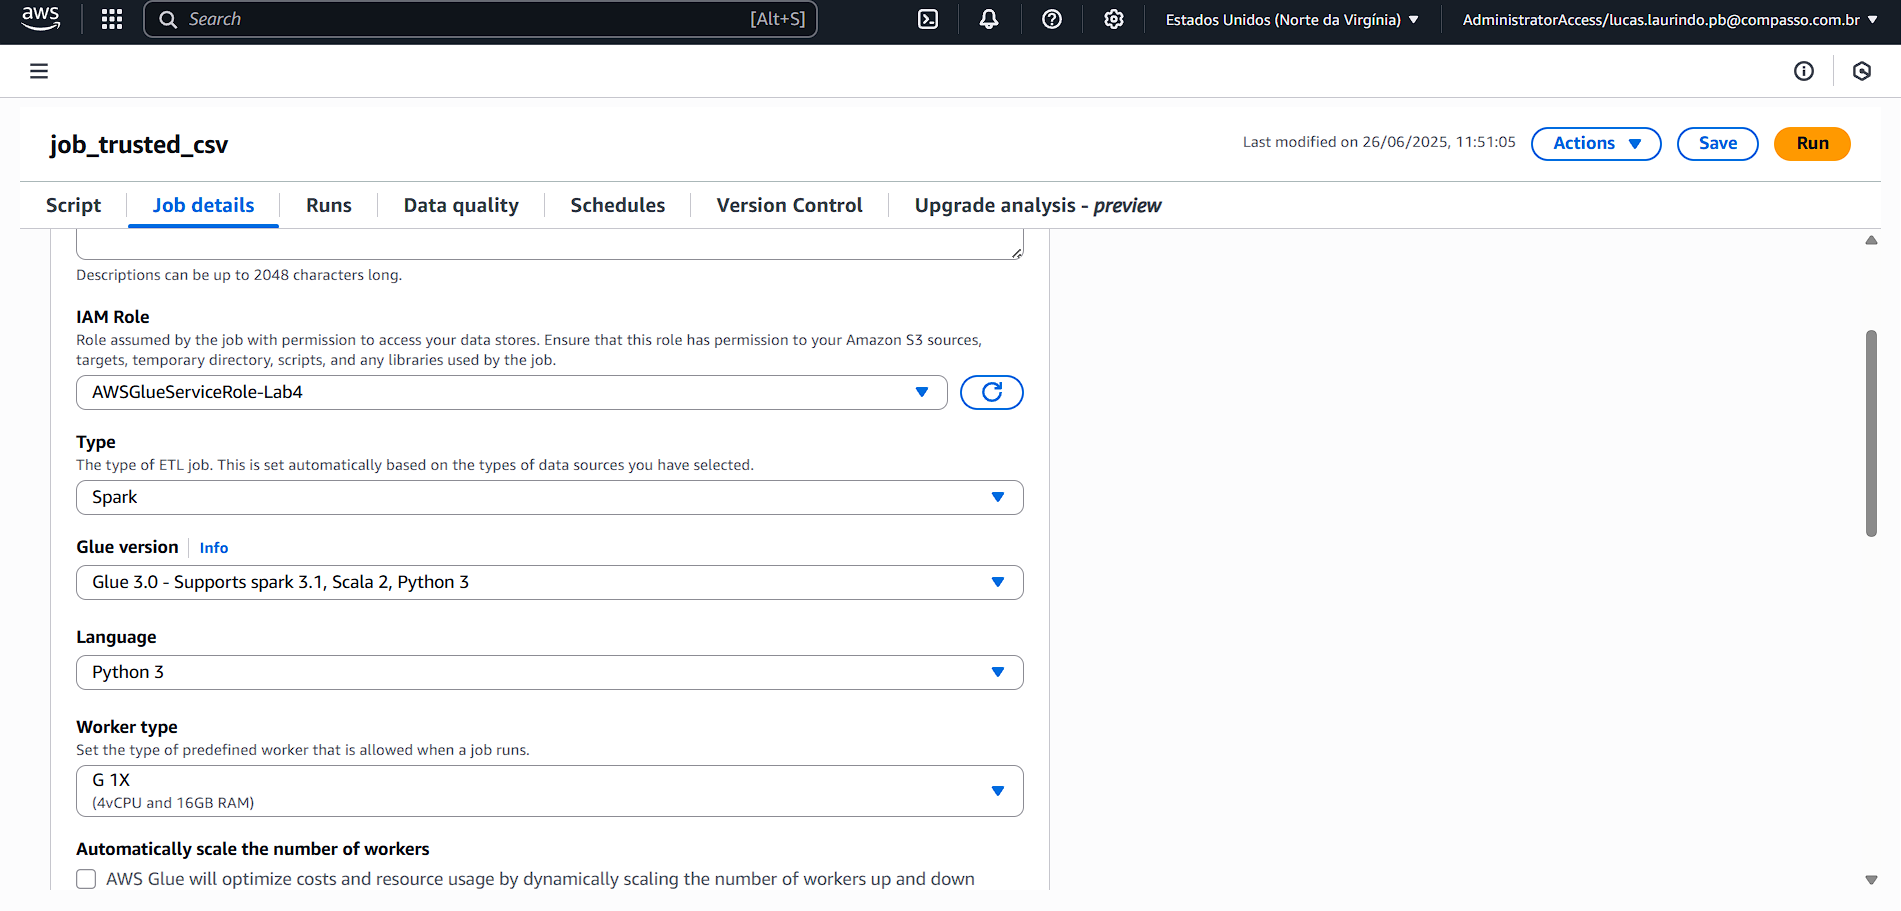 aws
Search [Alt+S]
Estados Unidos (Norte da Virgínia)
AdministratorAccess/lucas.laurindo.pb@compasso.com.br
job_trusted_csv
Last modified on 26/06/2025, 11:51:05
Actions
Save
Run
Script
Job details
Runs
Data quality
Schedules
Version Control
Upgrade analysis - preview
Descriptions can be up to 2048 characters long.
IAM Role
Role assumed by the job with permission to access your data stores. Ensure that this role has permission to your Amazon S3 sources,
targets, temporary directory, scripts, and any libraries used by the job.
AWSGlueServiceRole-Lab4
Type
The type of ETL job. This is set automatically based on the types of data sources you have selected.
Spark
Glue version Info
Glue 3.0 - Supports spark 3.1, Scala 2, Python 3
Language
Python 3
Worker type
Set the type of predefined worker that is allowed when a job runs.
G 1X
(4vCPU and 16GB RAM)
Automatically scale the number of workers
AWS Glue will optimize costs and resource usage by dynamically scaling the number of workers up and down